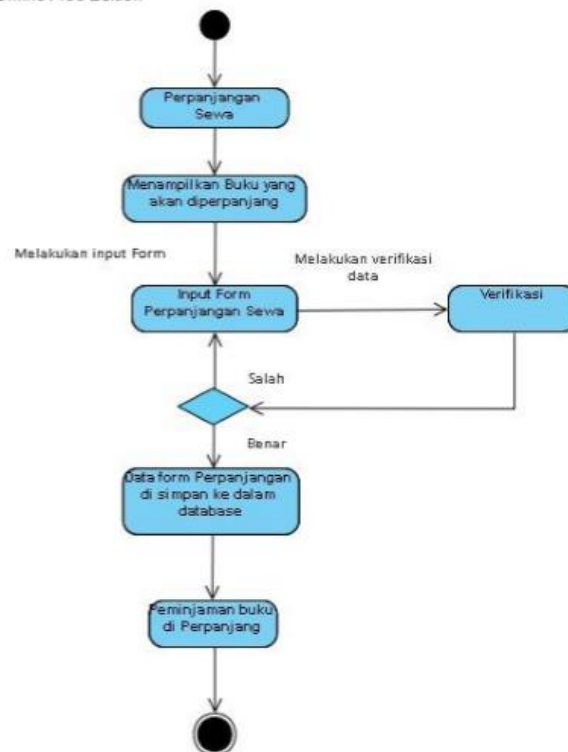 Perpanjangan
Sewa
Menampilkan Buku yang
akan diperpanjang
Melakukan input Form
Melakukan verifikasi
data
Input Form
Perpanjangan Sewa
Verifikasi
Salah
Benar
Data form Perpanjangan
di simpan ke dalam
database
Peminjaman buku
di Perpanjang